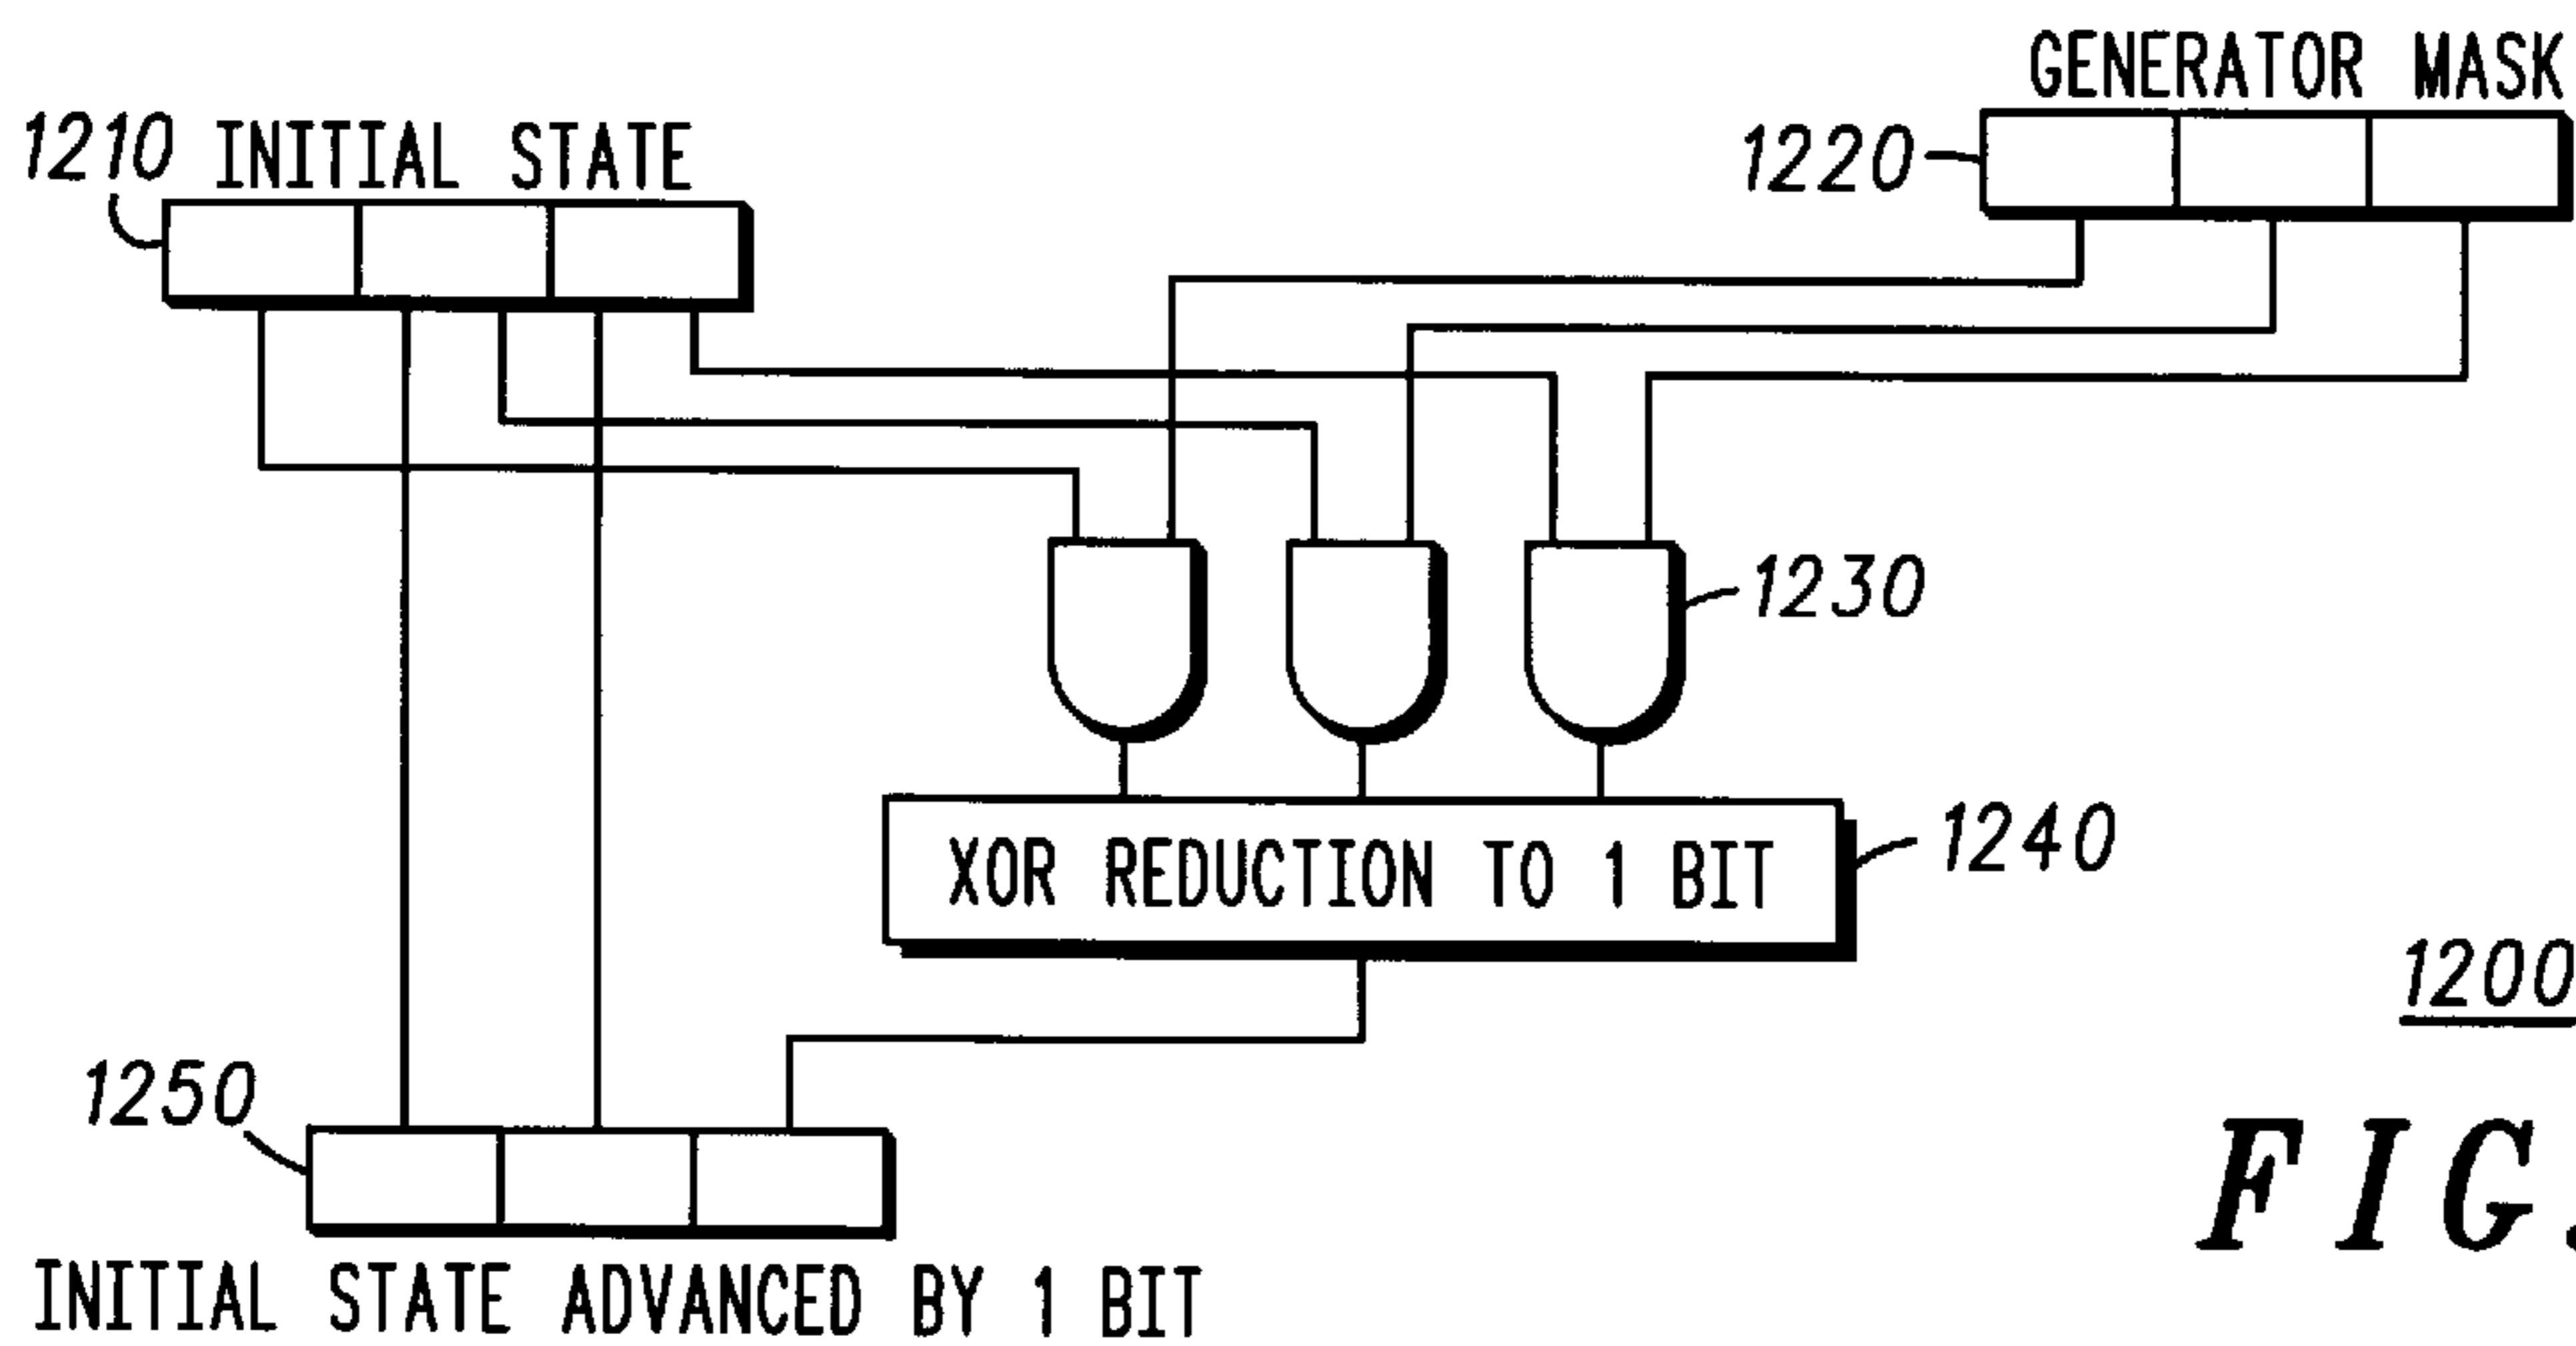 GENERATOR MASK
1210 INITIAL STATE
1220
1230
XOR REDUCTION TO 1 BIT
1240
1200
1250
FIG.
INITIAL STATE ADVANCED BY 1 BIT